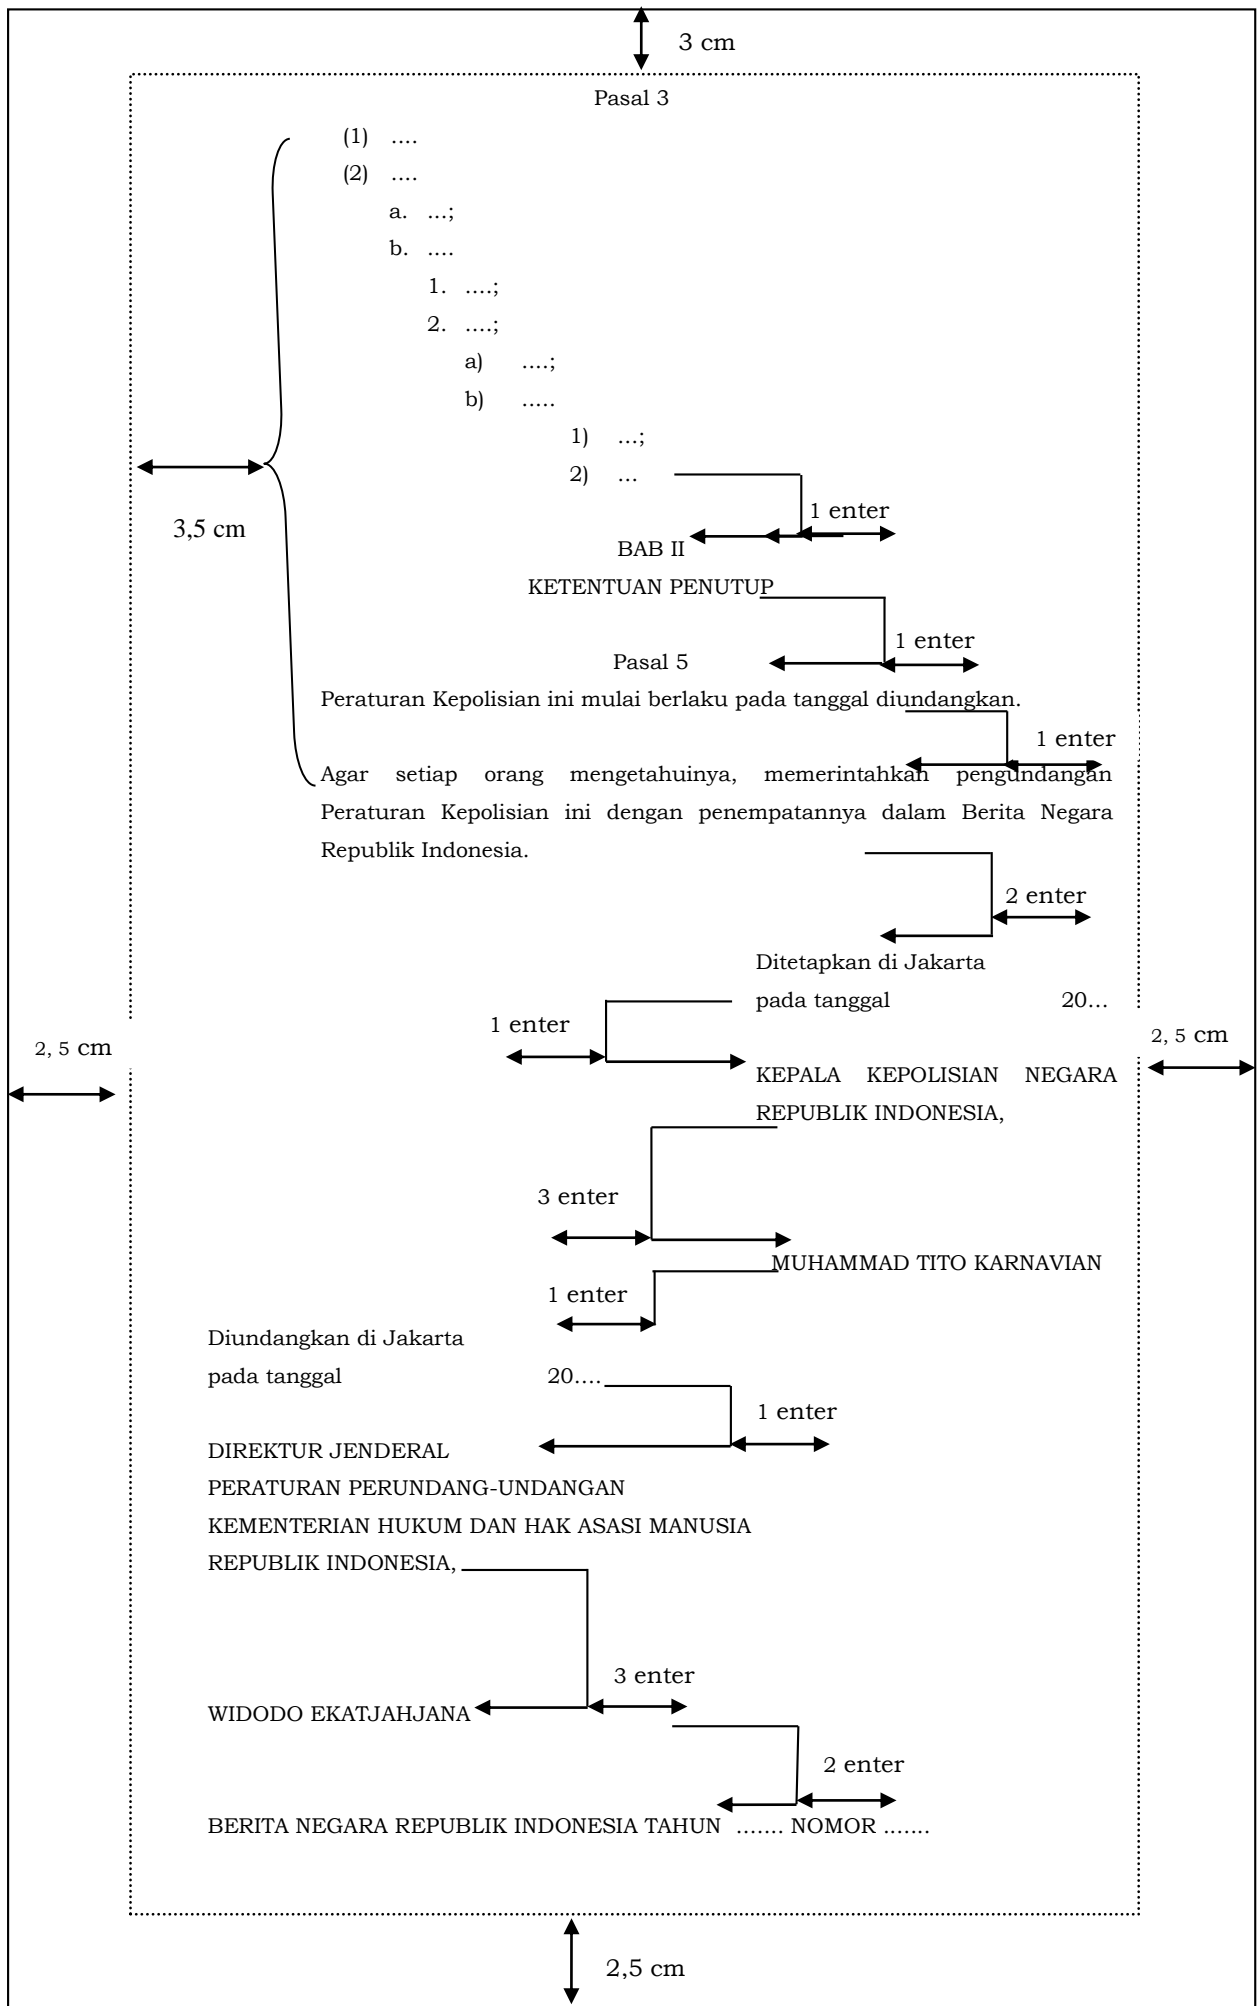 3 cm
Pasal 3
(1) ....
(2) ....
a. ...;
b. ....
1. ....;
2. ....;
a) ....;
b) .....
1) ...;
2) ...
1 enter
3,5 cm
BAB II
KETENTUAN PENUTUP
1 enter
Pasal 5
Peraturan Kepolisian ini mulai berlaku pada tanggal diundangkan.
1 enter
Agar setiap orang mengetahuinya, memerintahkan pengundangan
Peraturan Kepolisian ini dengan penempatannya dalam Berita Negara
Republik Indonesia.
2 enter
Ditetapkan di Jakarta
pada tanggal 20...
1 enter
2, 5 cm
2, 5 cm
KEPALA KEPOLISIAN NEGARA
REPUBLIK INDONESIA,
3 enter
MUHAMMAD TITO KARNAVIAN
1 enter
Diundangkan di Jakarta
pada tanggal 20....
1 enter
DIREKTUR JENDERAL
PERATURAN PERUNDANG-UNDANGAN
KEMENTERIAN HUKUM DAN HAK ASASI MANUSIA
REPUBLIK INDONESIA,
3 enter
WIDODO EKATJAHJANA
2 enter
BERITA NEGARA REPUBLIK INDONESIA TAHUN ....... NOMOR .......
2,5 cm